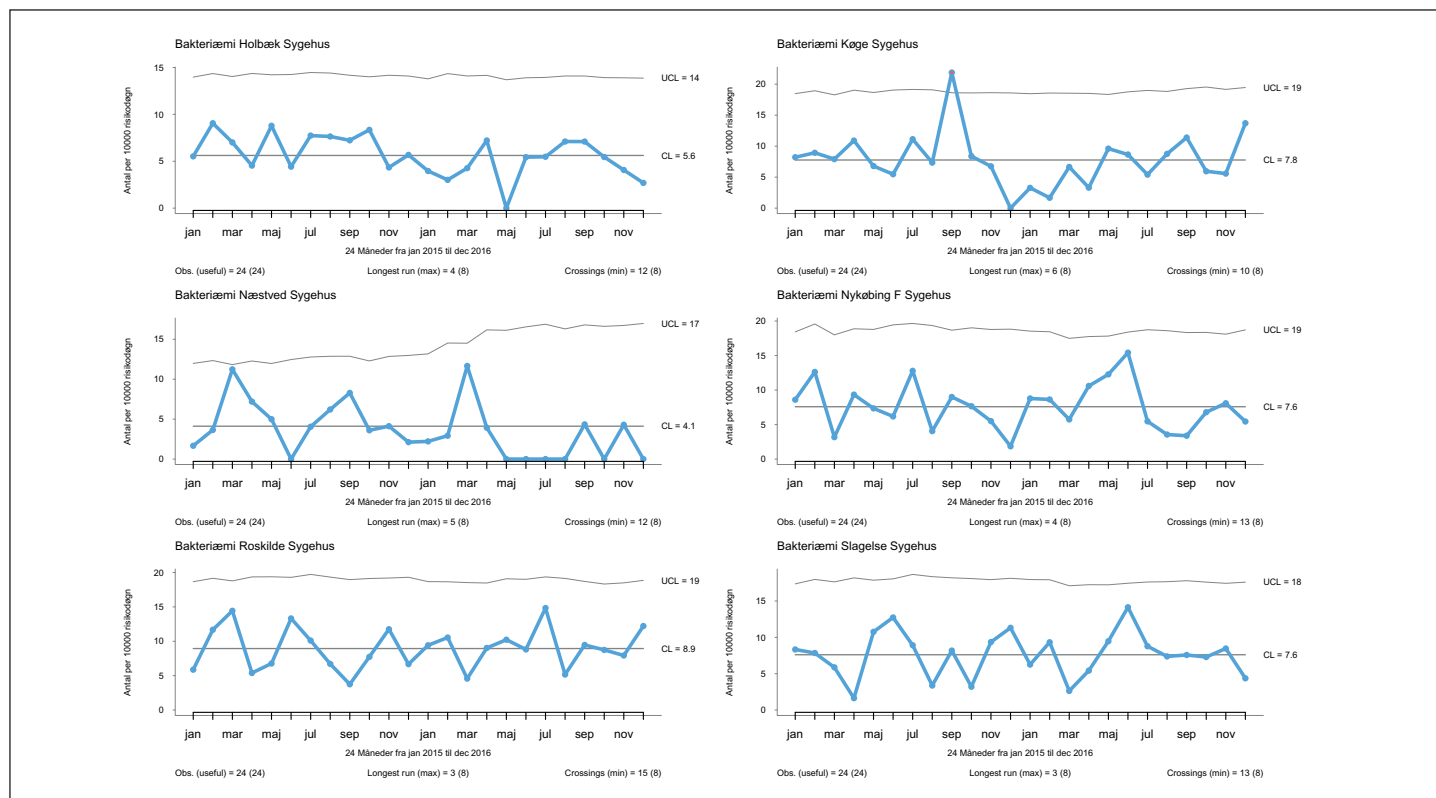 Bakteriæmi Holbæk Sygehus
Antal per 10000 risikodøgn
15
10
5
0
UCL = 14
CL = 5.6
jan mar maj jul sep nov jan mar maj jul sep nov
24 Måneder fra jan 2015 til dec 2016
Obs. (useful) = 24 (24) Longest run (max) = 4 (8) Crossings (min) = 12 (8)
Bakteriæmi Køge Sygehus
Antal per 10000 risikodøgn
20
15
10
5
0
UCL = 19
CL = 7.8
jan mar maj jul sep nov jan mar maj jul sep nov
24 Måneder fra jan 2015 til dec 2016
Obs. (useful) = 24 (24) Longest run (max) = 6 (8) Crossings (min) = 10 (8)
Bakteriæmi Næstved Sygehus
Antal per 10000 risikodøgn
15
10
5
0
UCL = 17
CL = 4.1
jan mar maj jul sep nov jan mar maj jul sep nov
24 Måneder fra jan 2015 til dec 2016
Obs. (useful) = 24 (24) Longest run (max) = 5 (8) Crossings (min) = 12 (8)
Bakteriæmi Nykøbing F Sygehus
Antal per 10000 risikodøgn
20
15
10
5
0
UCL = 19
CL = 7.6
jan mar maj jul sep nov jan mar maj jul sep nov
24 Måneder fra jan 2015 til dec 2016
Obs. (useful) = 24 (24) Longest run (max) = 4 (8) Crossings (min) = 13 (8)
Bakteriæmi Roskilde Sygehus
Antal per 10000 risikodøgn
20
15
10
5
0
UCL = 19
CL = 8.9
jan mar maj jul sep nov jan mar maj jul sep nov
24 Måneder fra jan 2015 til dec 2016
Obs. (useful) = 24 (24) Longest run (max) = 3 (8) Crossings (min) = 15 (8)
Bakteriæmi Slagelse Sygehus
Antal per 10000 risikodøgn
15
10
5
0
UCL = 18
CL = 7.6
jan mar maj jul sep nov jan mar maj jul sep nov
24 Måneder fra jan 2015 til dec 2016
Obs. (useful) = 24 (24) Longest run (max) = 3 (8) Crossings (min) = 13 (8)